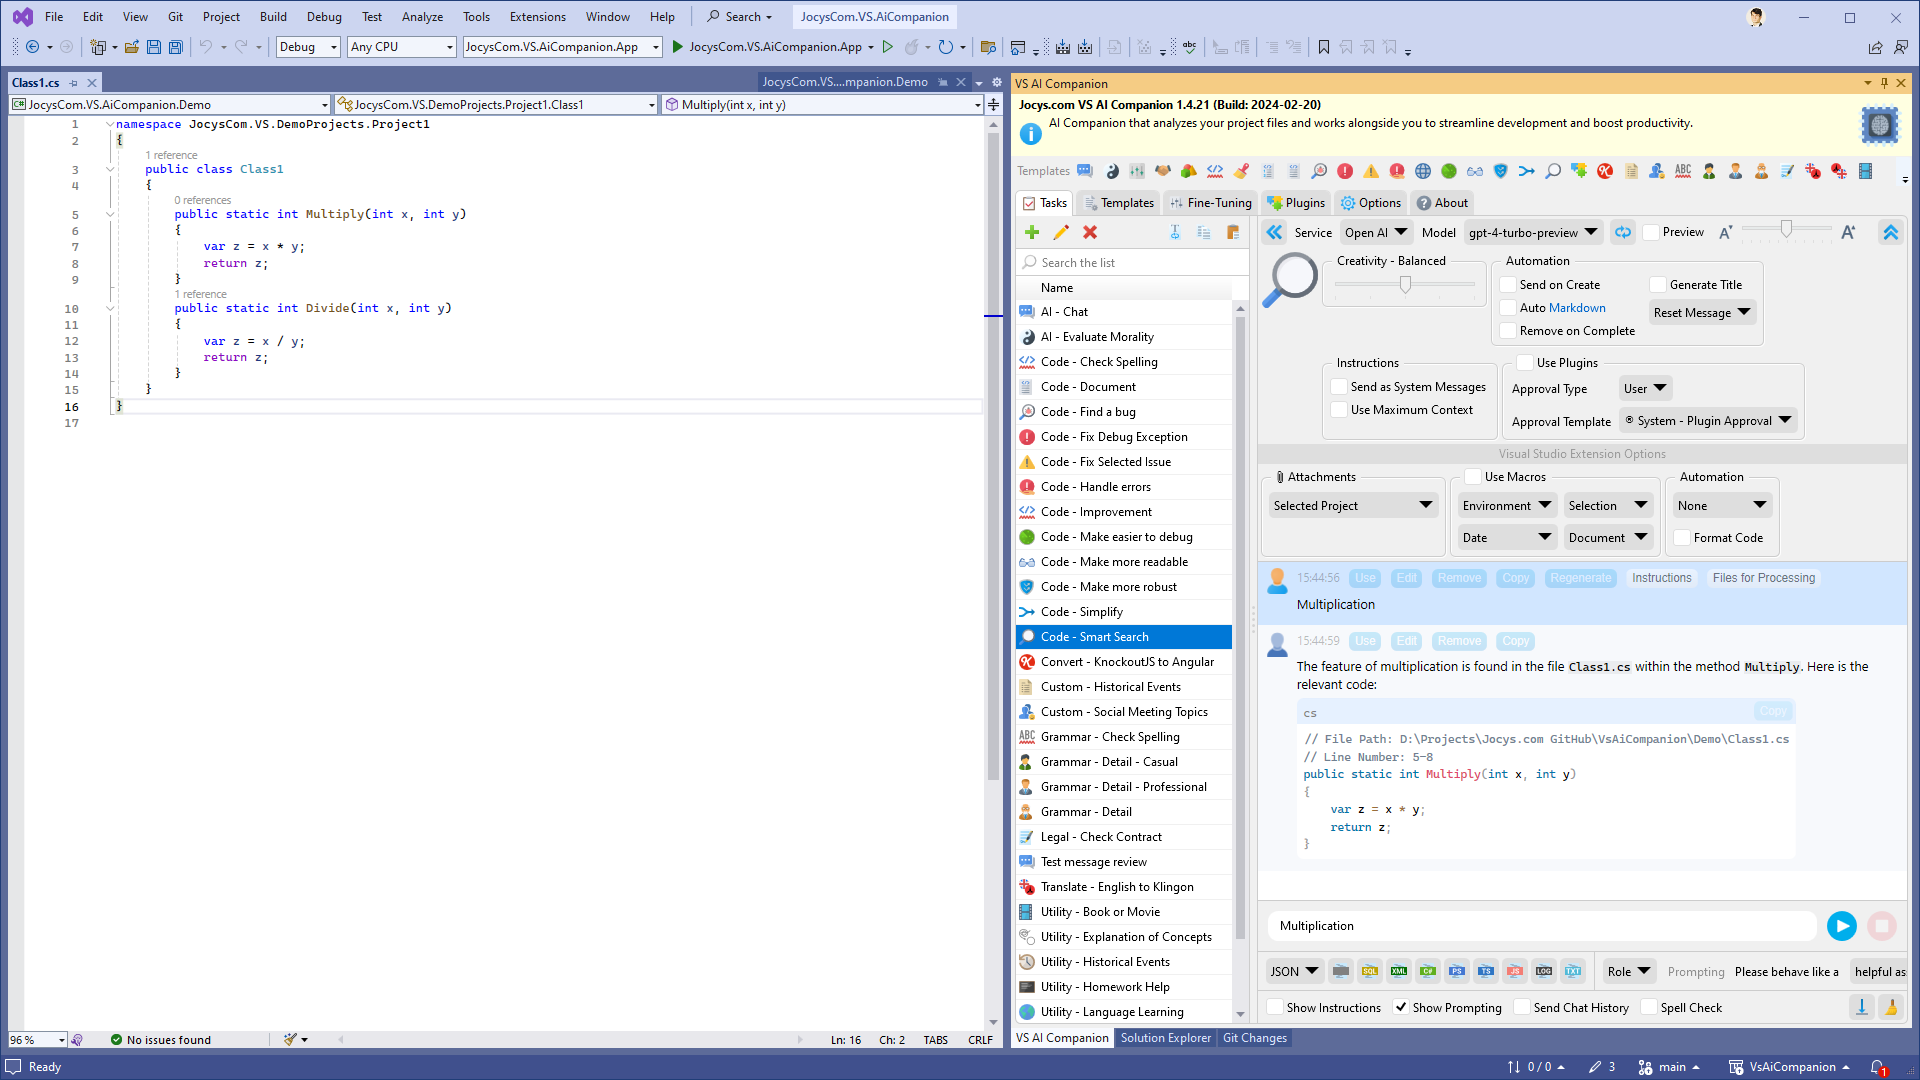 File Edit View Git Project Build Debug Test Analyze Tools Extensions Window Help Search JocysCom.VS.AiCompanion
Debug Any CPU JocysCom.VS.AiCompanion.App JocysCom.VS.AiCompanion.App
Class1.cs JocysCom.VS....mpanion.Demo
JocysCom.VS.AiCompanion.Demo JocysCom.VS.DemoProjects.Project1.Class1 Multiply(int x, int y)
1 namespace JocysCom.VS.DemoProjects.Project1
2 {
1 reference
3 public class Class1
4 {
0 references
5 public static int Multiply(int x, int y)
6 {
7 var z = x * y;
8 return z;
9 }
1 reference
10 public static int Divide(int x, int y)
11 {
12 var z = x / y;
13 return z;
14 }
15 }
16 }
17
96 % No issues found Ln: 16 Ch: 2 TABS CRLF
VS AI Companion
Jocys.com VS AI Companion 1.4.21 (Build: 2024-02-20)
AI Companion that analyzes your project files and works alongside you to streamline development and boost productivity.
Templates
Tasks Templates Fine-Tuning Plugins Options About
Search the list
Name
AI - Chat
AI - Evaluate Morality
Code - Check Spelling
Code - Document
Code - Find a bug
Code - Fix Debug Exception
Code - Fix Selected Issue
Code - Handle errors
Code - Improvement
Code - Make easier to debug
Code - Make more readable
Code - Make more robust
Code - Simplify
Code - Smart Search
Convert - KnockoutJS to Angular
Custom - Historical Events
Custom - Social Meeting Topics
Grammar - Check Spelling
Grammar - Detail - Casual
Grammar - Detail - Professional
Grammar - Detail
Legal - Check Contract
Test message review
Translate - English to Klingon
Utility - Book or Movie
Utility - Explanation of Concepts
Utility - Historical Events
Utility - Homework Help
Utility - Language Learning
Service Open AI Model gpt-4-turbo-preview Preview A A
Creativity - Balanced
Automation
Send on Create Generate Title
Auto Markdown Reset Message
Remove on Complete
Instructions
Send as System Messages
Use Maximum Context
Use Plugins
Approval Type User
Approval Template ® System - Plugin Approval
Visual Studio Extension Options
Attachments Use Macros Automation
Selected Project Environment Selection None
Date Document Format Code
15:44:56 Use Edit Remove Copy Regenerate Instructions Files for Processing
Multiplication
15:44:59 Use Edit Remove Copy
The feature of multiplication is found in the file Class1.cs within the method Multiply. Here is the
relevant code:
cs Copy
// File Path: D:\Projects\Jocys.com GitHub\VsAiCompanion\Demo\Class1.cs
// Line Number: 5-8
public static int Multiply(int x, int y)
{
var z = x * y;
return z;
}
Multiplication
JSON SQL XML C# PS TS JS LOG TXT Role Prompting Please behave like a helpful as
Show Instructions Show Prompting Send Chat History Spell Check
VS AI Companion Solution Explorer Git Changes
Ready 0 / 0 3 main VsAiCompanion 1